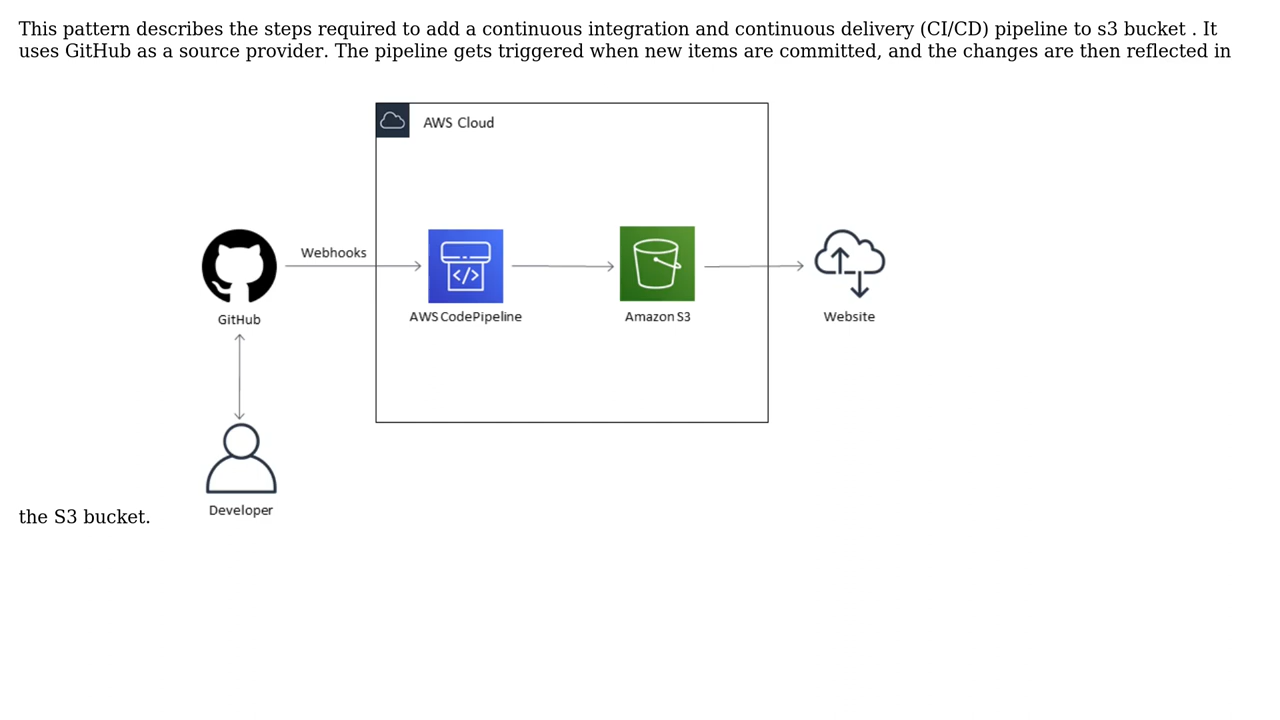 This pattern describes the steps required to add a continuous integration and continuous delivery (CI/CD) pipeline to s3 bucket . It
uses GitHub as a source provider. The pipeline gets triggered when new items are committed, and the changes are then reflected in
AWS Cloud
Webhooks
GitHub
AWS CodePipeline
Amazon S3
Website
Developer
the S3 bucket.